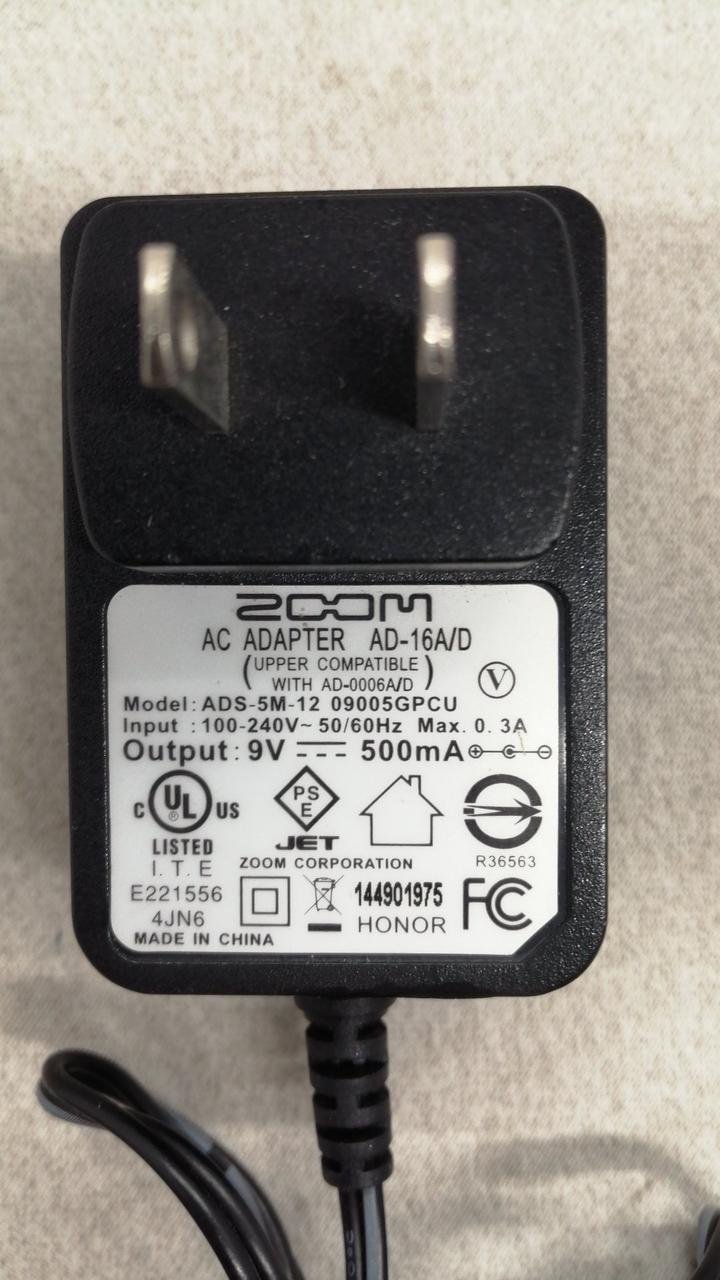 ZOOM
AC ADAPTER AD-16A/D
(UPPER COMPATIBLE
WITH AD-0006A/D)
V
Model:ADS-5M-12 09005GPCU
Input :100-240V~50/60Hz Max. 0. 3A
Output:9V 500mA
C UL US
®
LISTED
PS
E
JET
R36563
I. T. E
ZOOM CORPORATION
E221556
4JN6
144901975
HONOR
FC
MADE IN CHINA